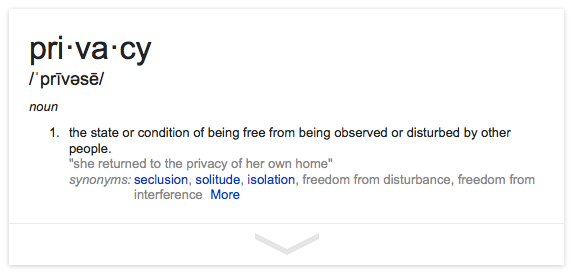 pri·va·cy
/ˈprīvəsē/
noun
1. the state or condition of being free from being observed or disturbed by other
people.
"she returned to the privacy of her own home"
synonyms: seclusion, solitude, isolation, freedom from disturbance, freedom from
interference More